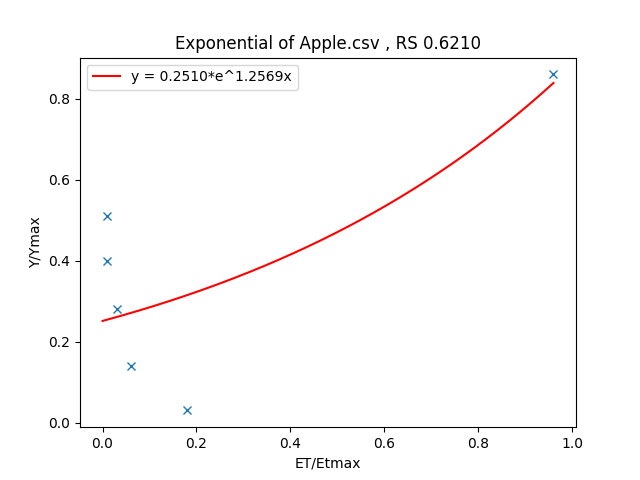 Exponential of Apple.csv , RS 0.6210
y = 0.2510*e^1.2569x
Y/Ymax
0.8
0.6
0.4
0.2
0.0
0.0 0.2 0.4 0.6 0.8 1.0
ET/Etmax